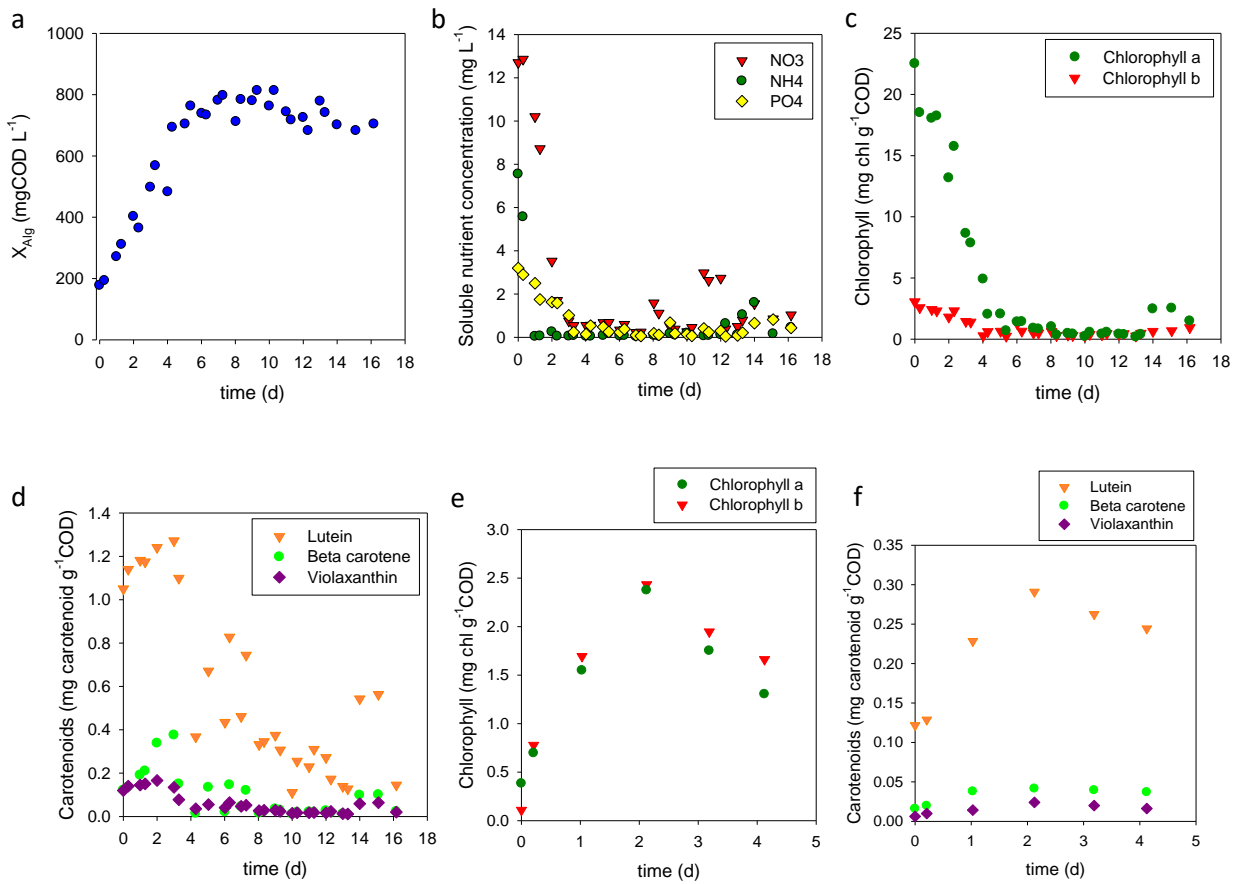 a
1000
800
600
400
200
0
X_Alg (mgCOD L⁻¹)
0 2 4 6 8 10 12 14 16 18
time (d)
b
14
12
10
8
6
4
2
0
Soluble nutrient concentration (mg L⁻¹)
NO3
NH4
PO4
0 2 4 6 8 10 12 14 16 18
time (d)
c
25
20
15
10
5
0
Chlorophyll (mg chl g⁻¹COD)
Chlorophyll a
Chlorophyll b
0 2 4 6 8 10 12 14 16 18
time (d)
d
1.4
1.2
1.0
0.8
0.6
0.4
0.2
0.0
Carotenoids (mg carotenoid g⁻¹COD)
Lutein
Beta carotene
Violaxanthin
0 2 4 6 8 10 12 14 16 18
time (d)
e
Chlorophyll a
Chlorophyll b
3.0
2.5
2.0
1.5
1.0
0.5
0.0
Chlorophyll (mg chl g⁻¹COD)
0 1 2 3 4 5
time (d)
f
Lutein
Beta carotene
Violaxanthin
0.35
0.30
0.25
0.20
0.15
0.10
0.05
0.00
Carotenoids (mg carotenoid g⁻¹COD)
0 1 2 3 4 5
time (d)